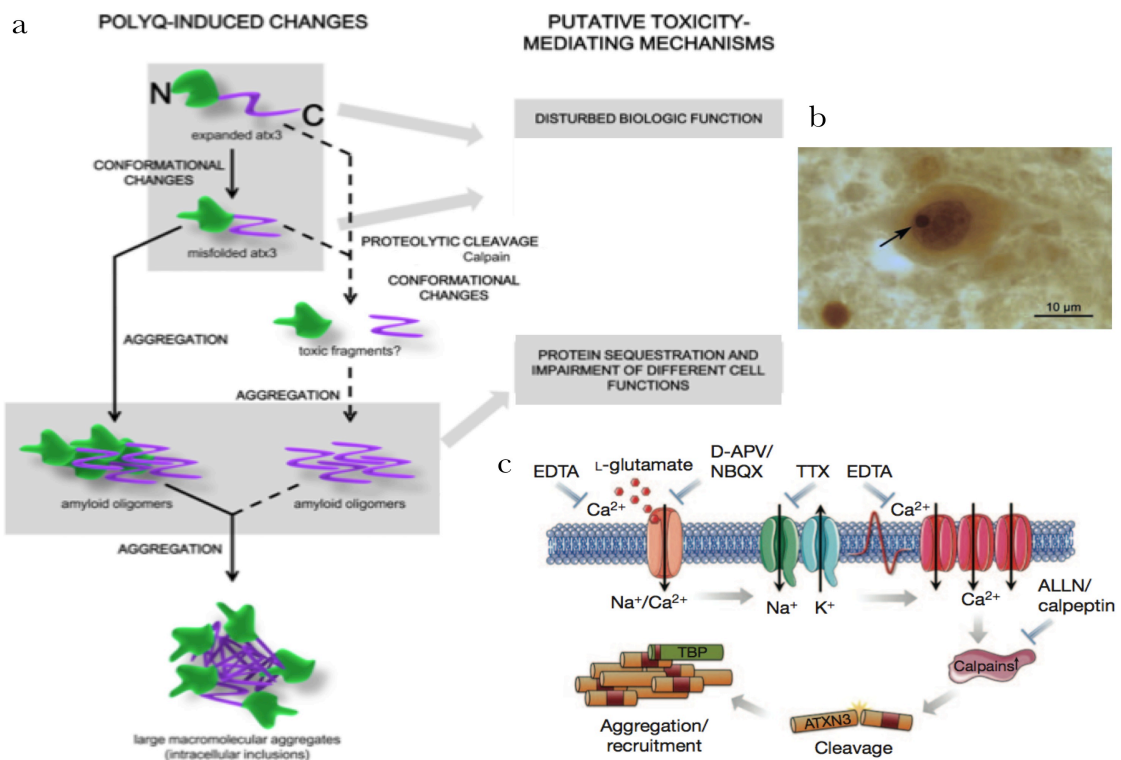 a
POLYQ-INDUCED CHANGES
PUTATIVE TOXICITY-
MEDIATING MECHANISMS
N
C
expanded atx3
CONFORMATIONAL
CHANGES
misfolded atx3
PROTEOLYTIC CLEAVAGE
Calpain
CONFORMATIONAL
CHANGES
AGGREGATION
toxic fragments?
AGGREGATION
amyloid oligomers
amyloid oligomers
AGGREGATION
large macromolecular aggregates
(intracellular inclusions)
DISTURBED BIOLOGIC FUNCTION
PROTEIN SEQUESTRATION AND
IMPAIRMENT OF DIFFERENT CELL
FUNCTIONS
b
10 μm
c
EDTA
L-glutamate
D-APV/
NBQX
TTX
EDTA
Ca²⁺
Ca²⁺
Na⁺/Ca²⁺
Na⁺
K⁺
Ca²⁺
ALLN/
calpeptin
Calpains↑
TBP
ATXN3
Cleavage
Aggregation/
recruitment